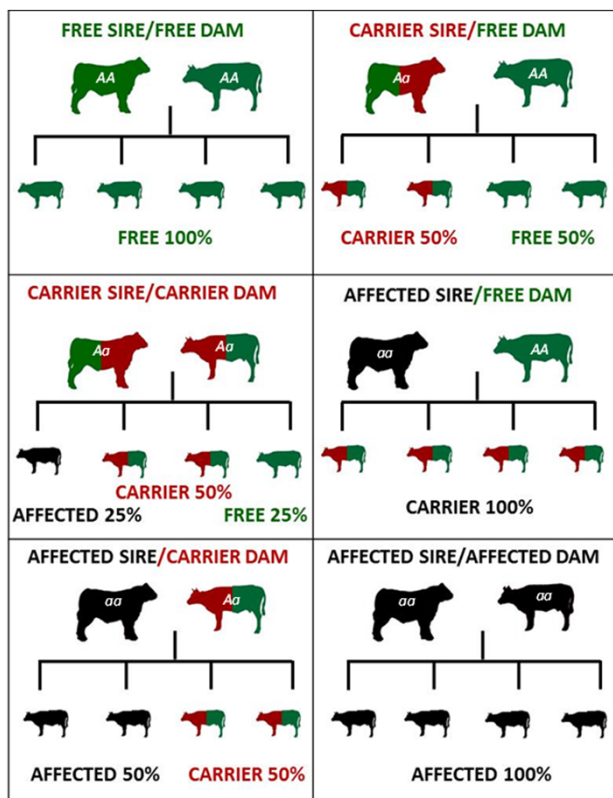 FREE SIRE/FREE DAM
AA AA
FREE 100%
CARRIER SIRE/FREE DAM
Aa AA
CARRIER 50% FREE 50%
CARRIER SIRE/CARRIER DAM
Aa Aa
CARRIER 50%
AFFECTED 25% FREE 25%
AFFECTED SIRE/FREE DAM
aa AA
CARRIER 100%
AFFECTED SIRE/CARRIER DAM
aa Aa
AFFECTED 50% CARRIER 50%
AFFECTED SIRE/AFFECTED DAM
aa aa
AFFECTED 100%